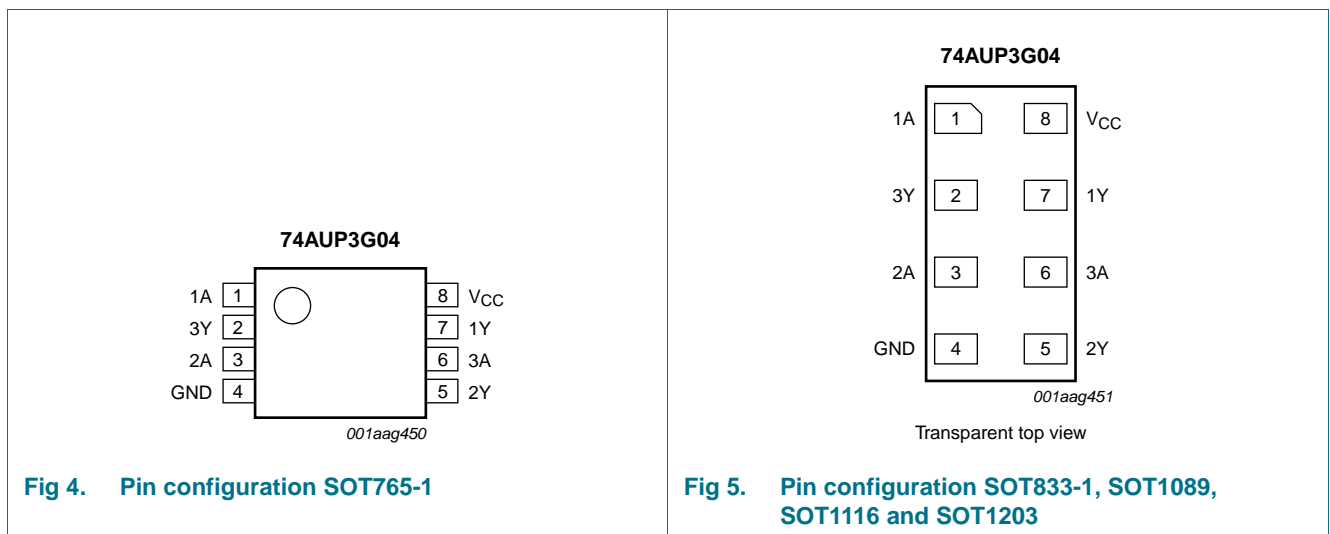 74AUP3G04
1A 1 8 VCC
3Y 2 7 1Y
2A 3 6 3A
GND 4 5 2Y
001aag450
Fig 4. Pin configuration SOT765-1
74AUP3G04
1A 1 8 VCC
3Y 2 7 1Y
2A 3 6 3A
GND 4 5 2Y
001aag451
Transparent top view
Fig 5. Pin configuration SOT833-1, SOT1089,
SOT1116 and SOT1203